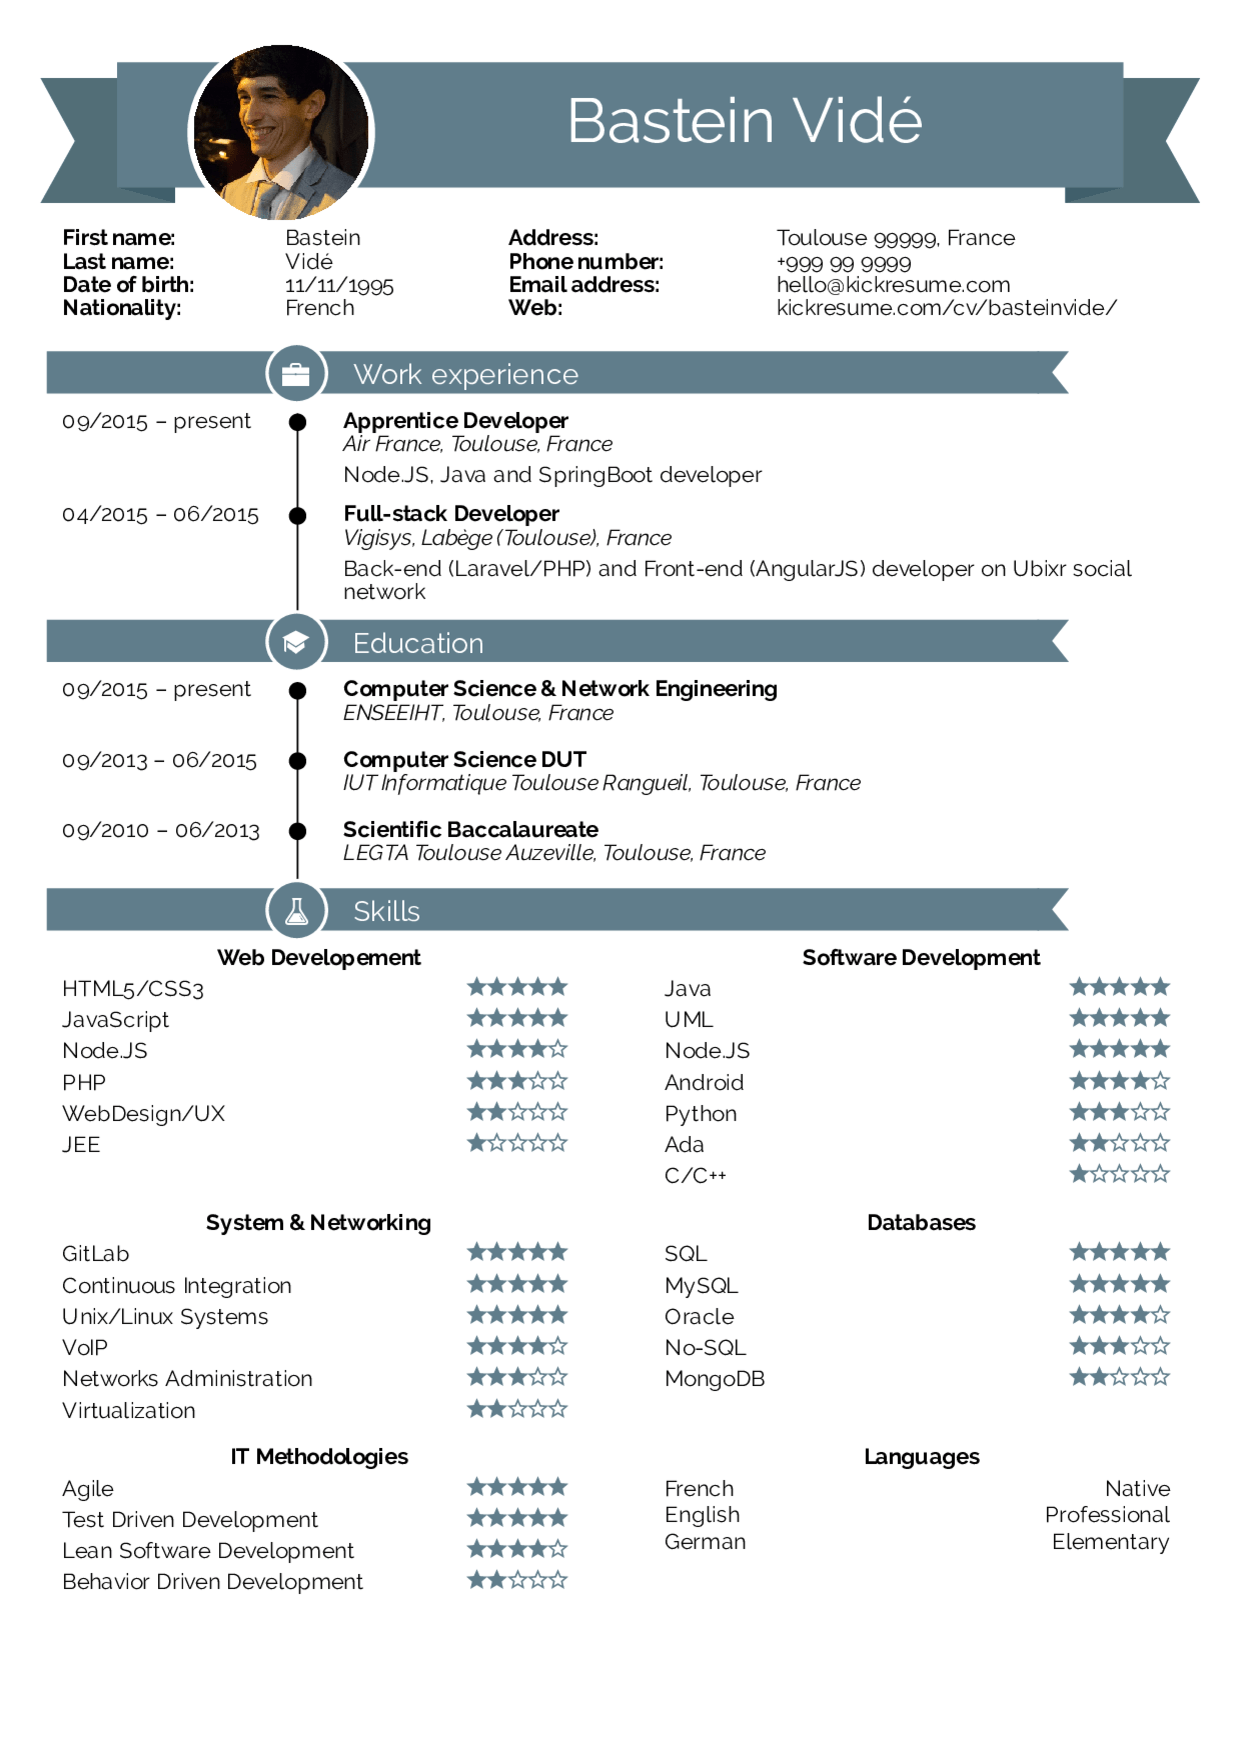 Bastein Vidé
First name: Bastein Address: Toulouse 99999, France
Last name: Vidé Phone number: +999 99 9999
Date of birth: 11/11/1995 Email address: hello@kickresume.com
Nationality: French Web: kickresume.com/cv/basteinvide/
Work experience
09/2015 – present Apprentice Developer
Air France, Toulouse, France
Node.JS, Java and SpringBoot developer
04/2015 – 06/2015 Full-stack Developer
Vigisys, Labège (Toulouse), France
Back-end (Laravel/PHP) and Front-end (AngularJS) developer on Ubixr social
network
Education
09/2015 – present Computer Science & Network Engineering
ENSEEIHT, Toulouse, France
09/2013 – 06/2015 Computer Science DUT
IUT Informatique Toulouse Rangueil, Toulouse, France
09/2010 – 06/2013 Scientific Baccalaureate
LEGTA Toulouse Auzeville, Toulouse, France
Skills
Web Developement
HTML5/CSS3
JavaScript
Node.JS
PHP
WebDesign/UX
JEE
Software Development
Java
UML
Node.JS
Android
Python
Ada
C/C++
System & Networking
GitLab
Continuous Integration
Unix/Linux Systems
VoIP
Networks Administration
Virtualization
Databases
SQL
MySQL
Oracle
No-SQL
MongoDB
IT Methodologies
Agile
Test Driven Development
Lean Software Development
Behavior Driven Development
Languages
French Native
English Professional
German Elementary